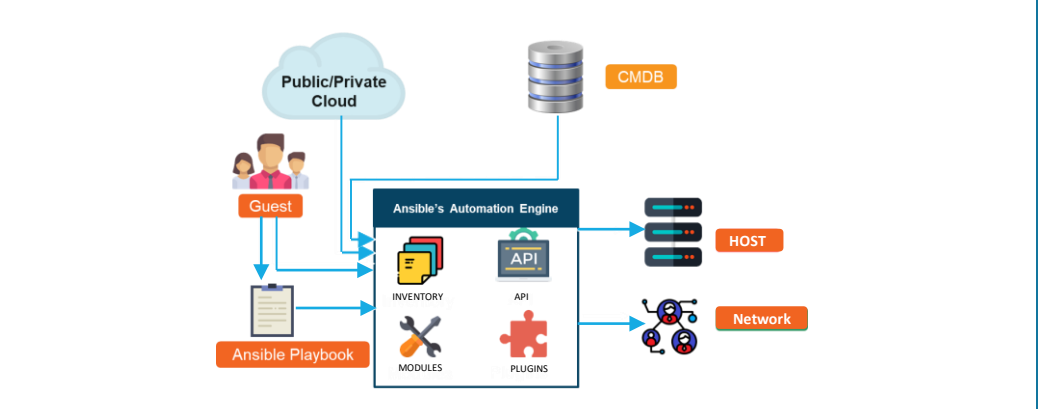 Public/Private
Cloud
CMDB
Guest
Ansible's Automation Engine
HOST
API
INVENTORY
API
Network
Ansible Playbook
MODULES
PLUGINS